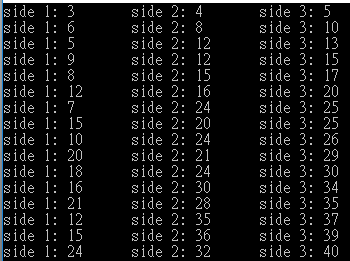 side 1: 3 side 2: 4 side 3: 5
side 1: 6 side 2: 8 side 3: 10
side 1: 5 side 2: 12 side 3: 13
side 1: 9 side 2: 12 side 3: 15
side 1: 8 side 2: 15 side 3: 17
side 1: 12 side 2: 16 side 3: 20
side 1: 7 side 2: 24 side 3: 25
side 1: 15 side 2: 20 side 3: 25
side 1: 10 side 2: 24 side 3: 26
side 1: 20 side 2: 21 side 3: 29
side 1: 18 side 2: 24 side 3: 30
side 1: 16 side 2: 30 side 3: 34
side 1: 21 side 2: 28 side 3: 35
side 1: 12 side 2: 35 side 3: 37
side 1: 15 side 2: 36 side 3: 39
side 1: 24 side 2: 32 side 3: 40